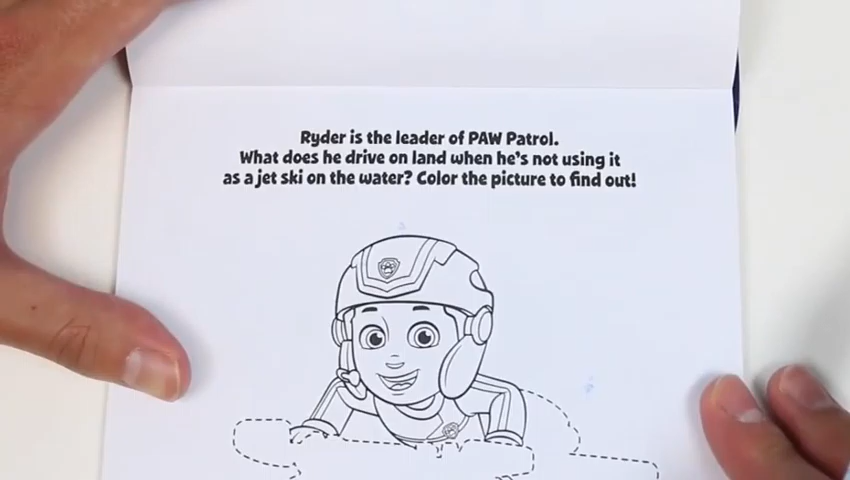 Ryder is the leader of PAW Patrol.
What does he drive on land when he's not using it
as a jet ski on the water? Color the picture to find out!